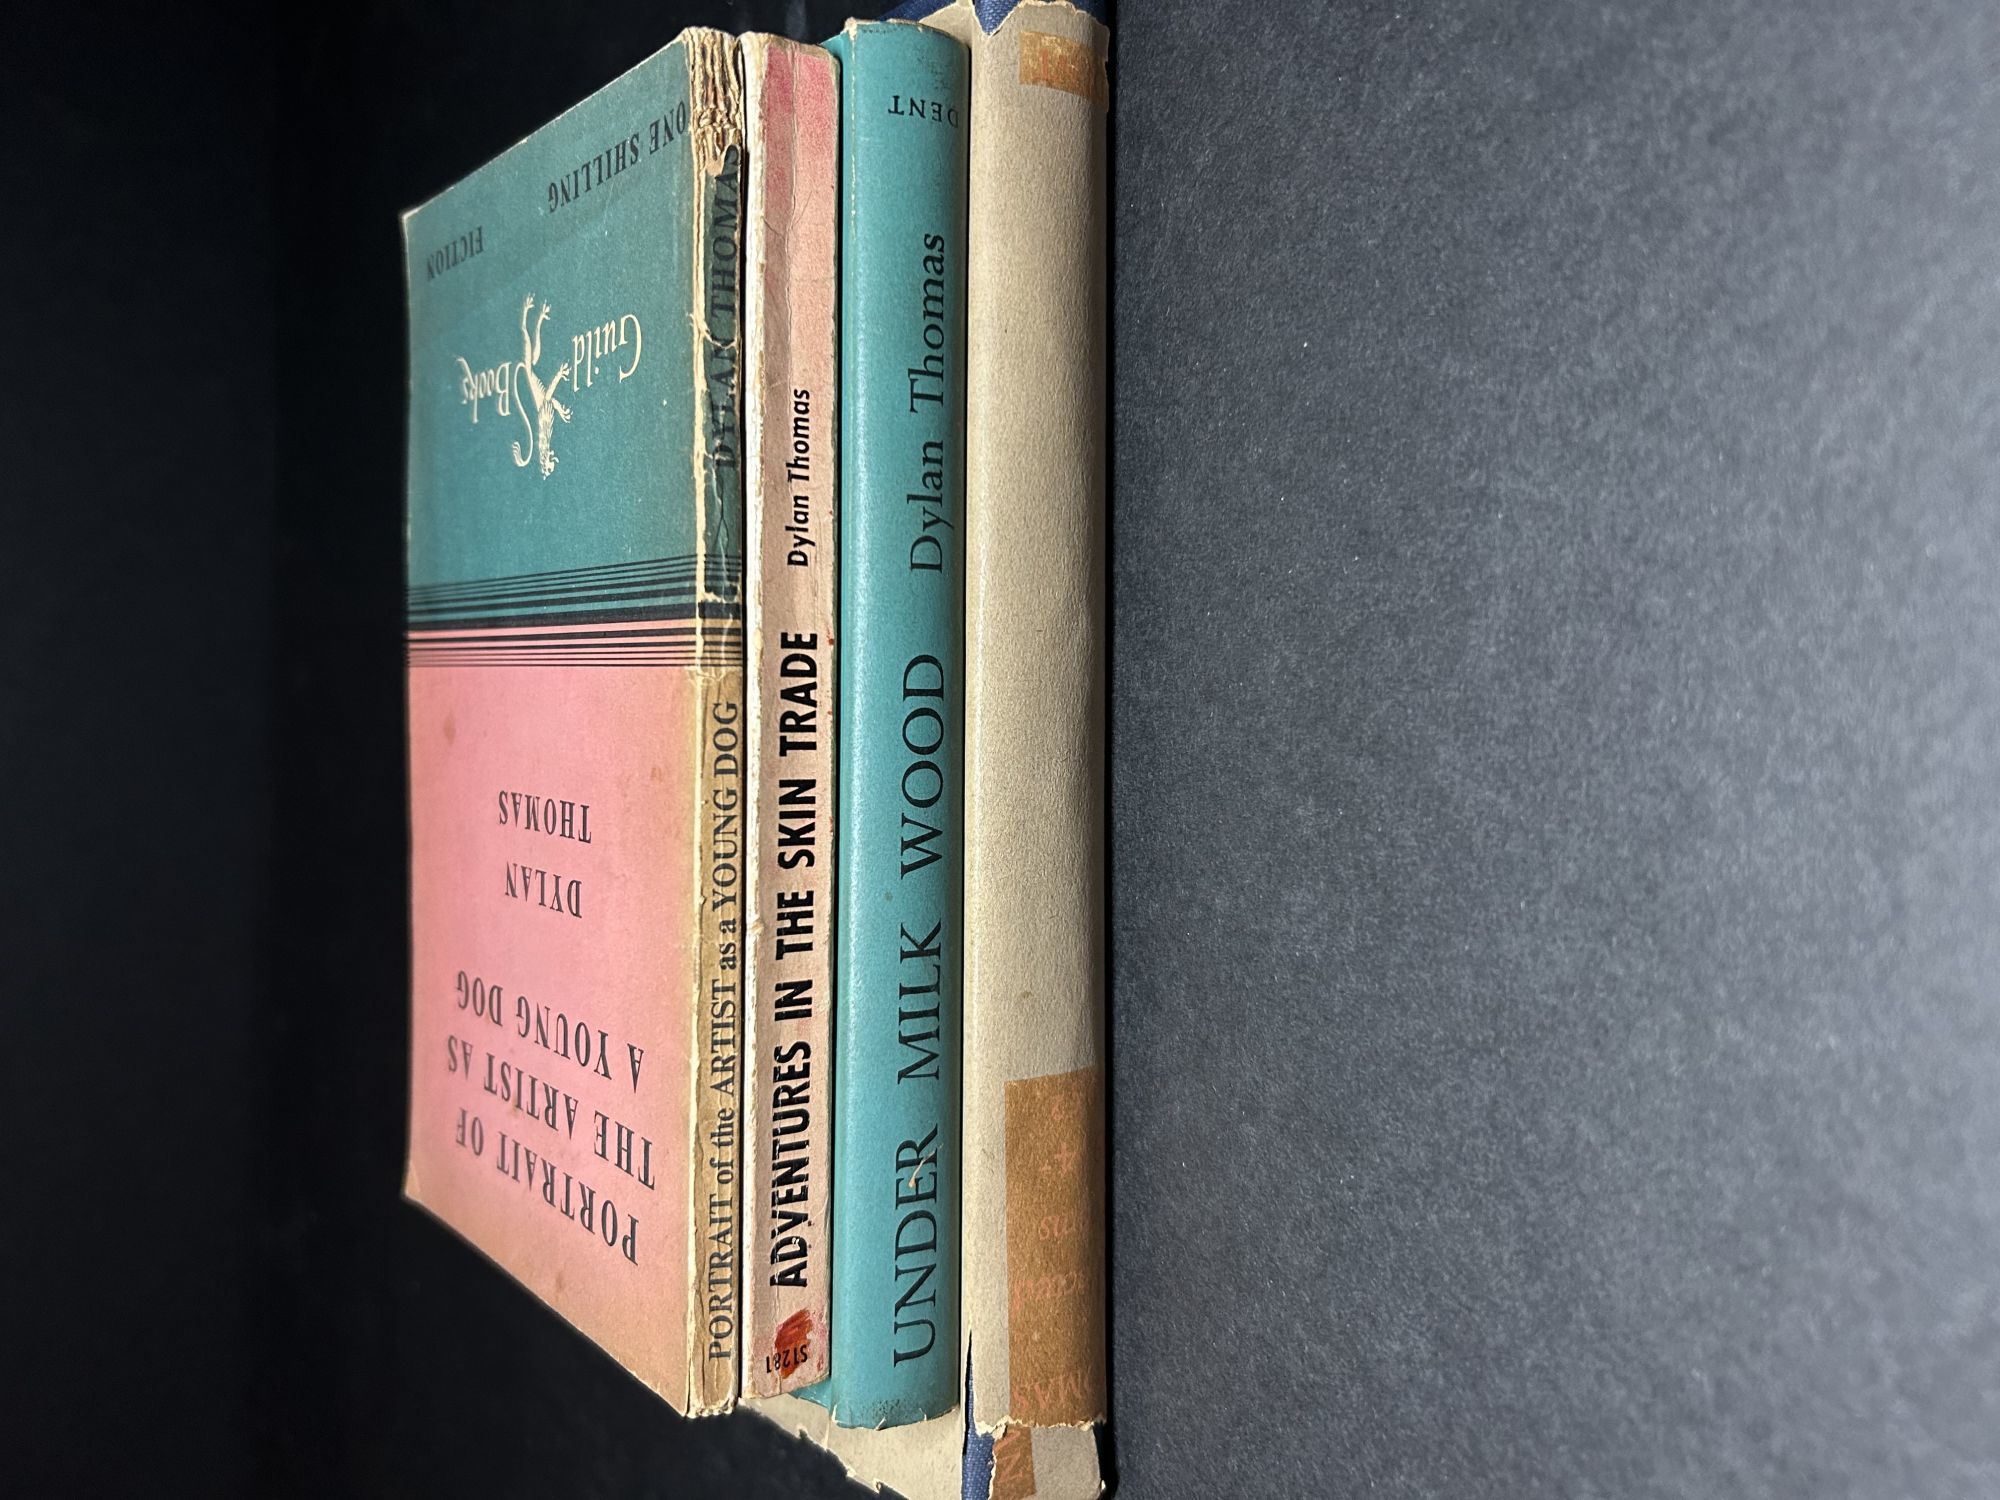 PORTRAIT OF
THE ARTIST AS
A YOUNG DOG
DYLAN
THOMAS
Guild
Books
FICTION
ONE SHILLING
PORTRAIT of the ARTIST as a YOUNG DOG DYLAN THOMAS
S1281
ADVENTURES IN THE SKIN TRADE Dylan Thomas
UNDER MILK WOOD Dylan Thomas
DENT